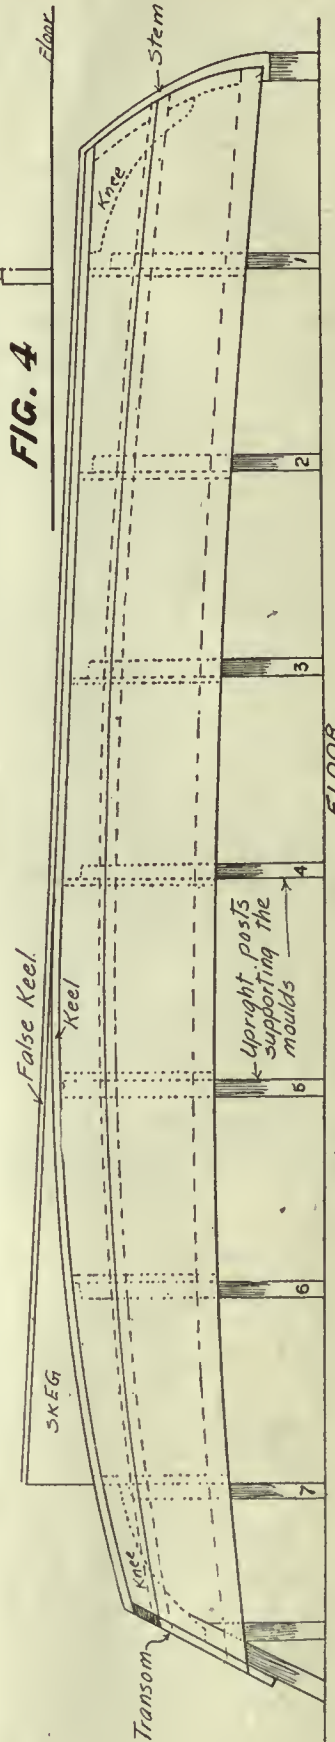 Floor
Stem
Knee
FIG. 4
1
2
3
4
5
6
7
False Keel.
Keel
FLOOR
Upright posts
supporting the
moulds
SKEG
Knee
Transom